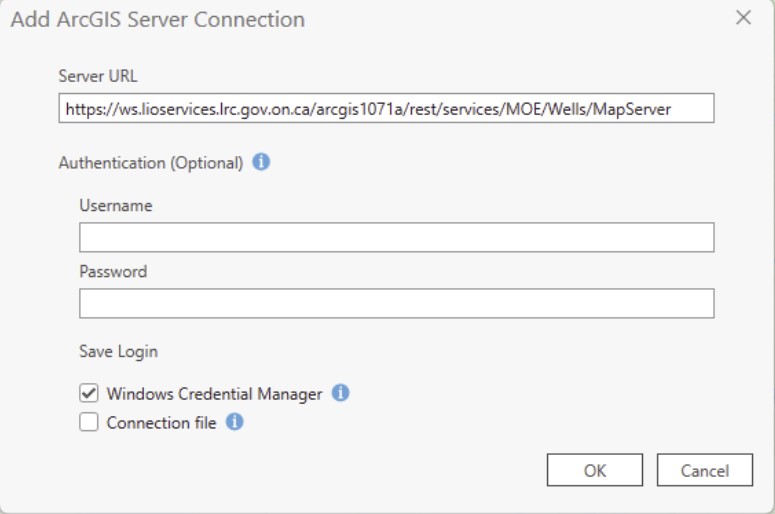 Add ArcGIS Server Connection
Server URL
https://ws.lioservices.lrc.gov.on.ca/arcgis1071a/rest/services/MOE/Wells/MapServer
Authentication (Optional)
Username
Password
Save Login
Windows Credential Manager
Connection file
OK Cancel